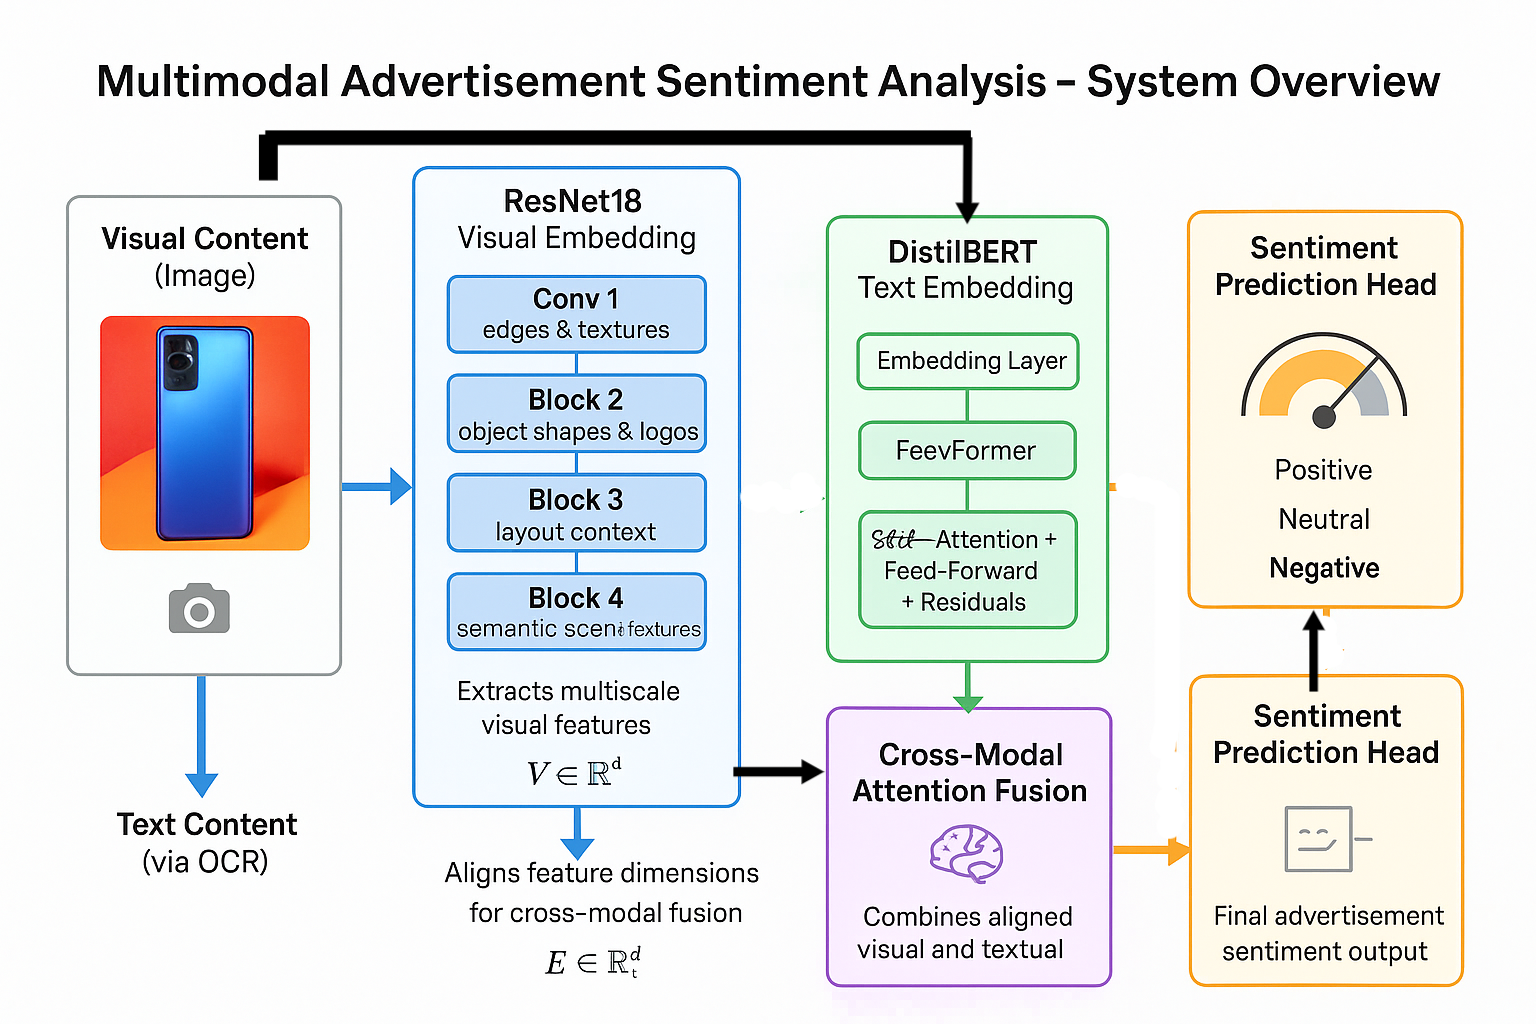 Multimodal Advertisement Sentiment Analysis – System Overview
Visual Content
(Image)
Text Content
(via OCR)
ResNet18
Visual Embedding
Conv 1
edges & textures
Block 2
object shapes & logos
Block 3
layout context
Block 4
semantic scen fextures
Extracts multiscale
visual features
V ∈ ℝᵈ
Aligns feature dimensions
for cross-modal fusion
E ∈ ℝᵈₜ
DistilBERT
Text Embedding
Embedding Layer
FeevFormer
Attention +
Feed-Forward
+ Residuals
Cross-Modal
Attention Fusion
Combines aligned
visual and textual
Sentiment
Prediction Head
Positive
Neutral
Negative
Sentiment
Prediction Head
Final advertisement
sentiment output